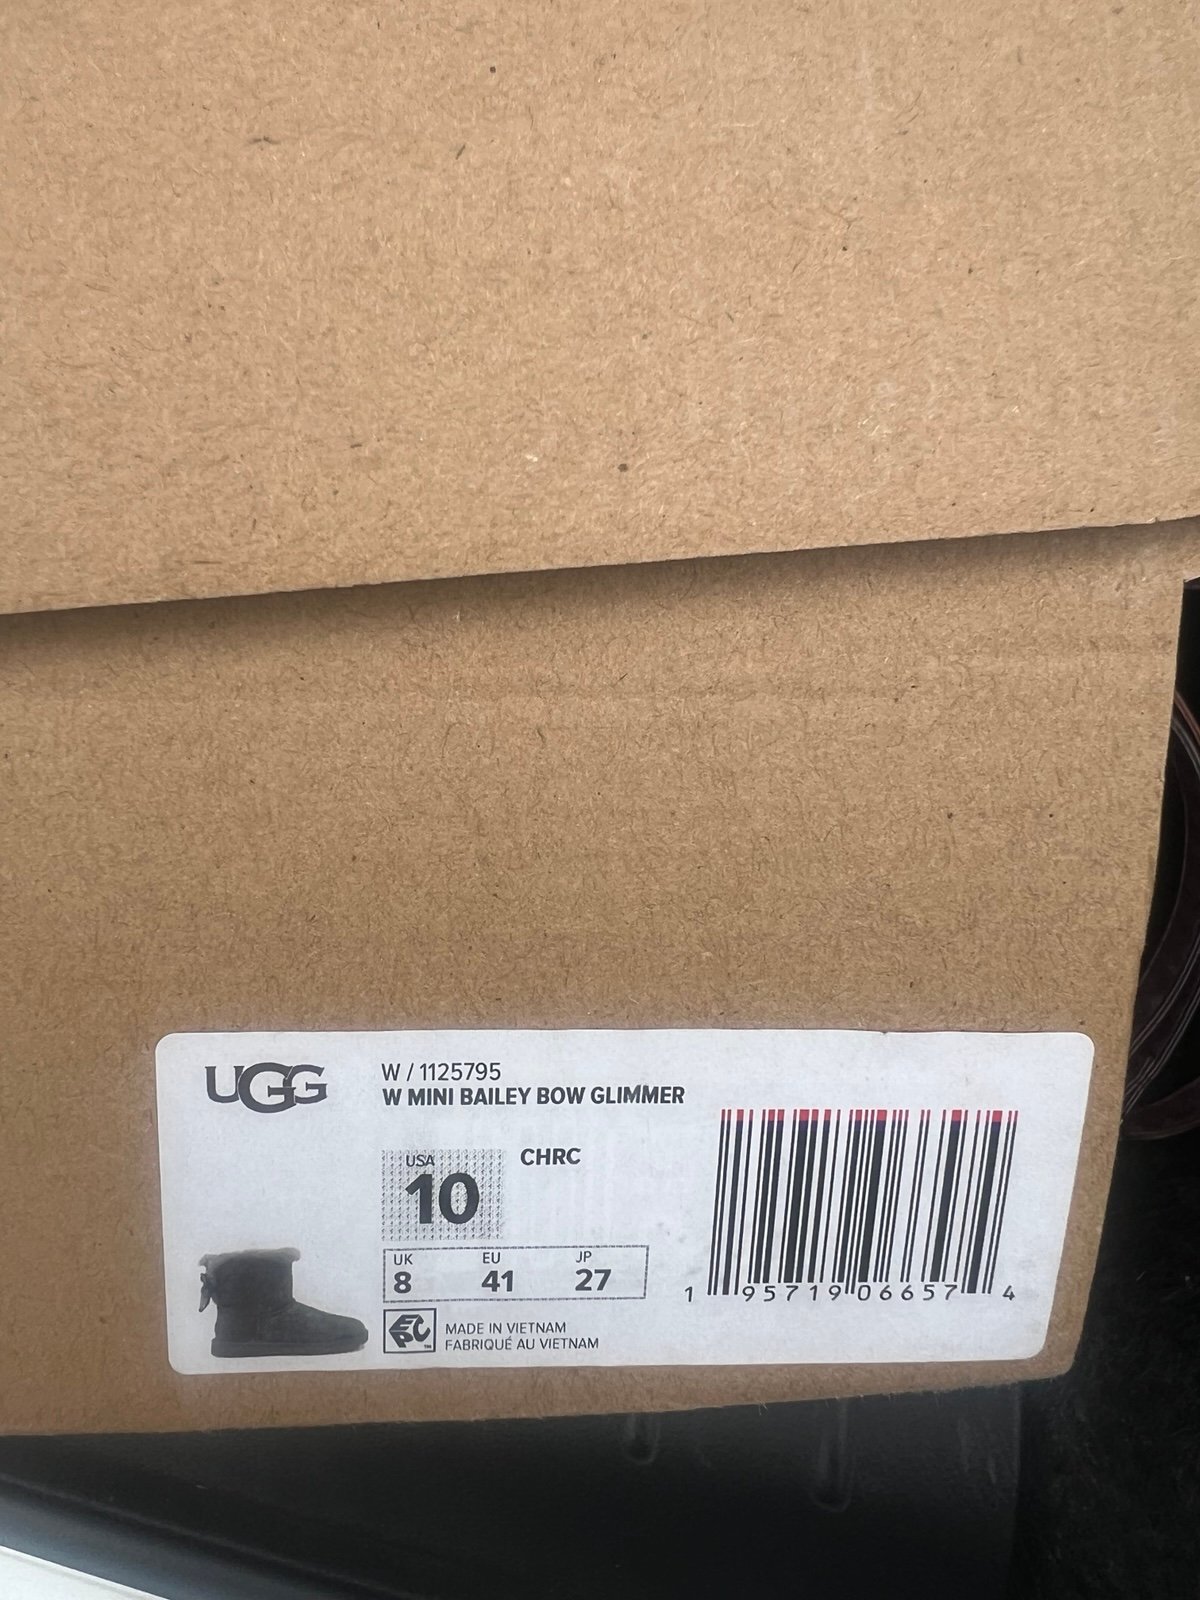 UGG
W / 1125795
W MINI BAILEY BOW GLIMMER
USA
10
CHRC
UK EU JP
8 41 27
EPC™
MADE IN VIETNAM
FABRIQUÉ AU VIETNAM
1 95719 06657 4